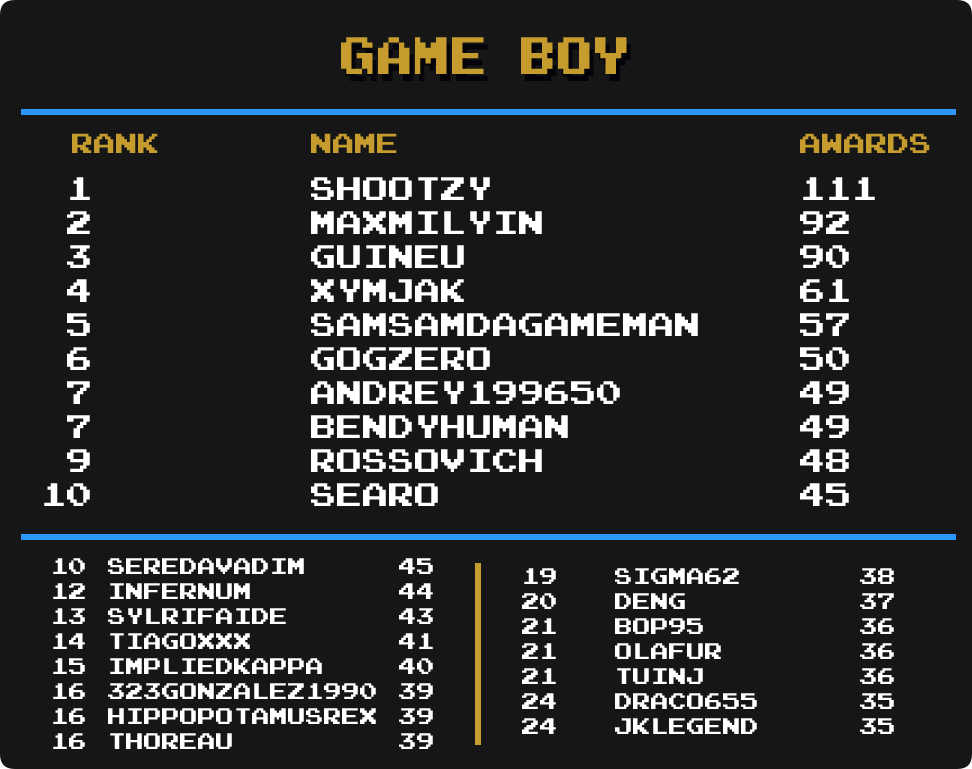 GAME BOY
RANK NAME AWARDS
1 SHOOTZY 111
2 MAXMILYIN 92
3 GUINEU 90
4 XYMJAK 61
5 SAMSAMDAGAMEMAN 57
6 GOGZERO 50
7 ANDREY199650 49
7 BENDYHUMAN 49
9 ROSSOVICH 48
10 SEARO 45
10 SEREDAVADIM 45
12 INFERNUM 44
13 SYLRIFAIDE 43
14 TIAGOXXX 41
15 IMPLIEDKAPPA 40
16 323GONZALEZ1990 39
16 HIPPOPOTAMUSREX 39
16 THOREAU 39
19 SIGMA62 38
20 DENG 37
21 BOP95 36
21 OLAFUR 36
21 TUINJ 36
24 DRACO655 35
24 JKLEGEND 35